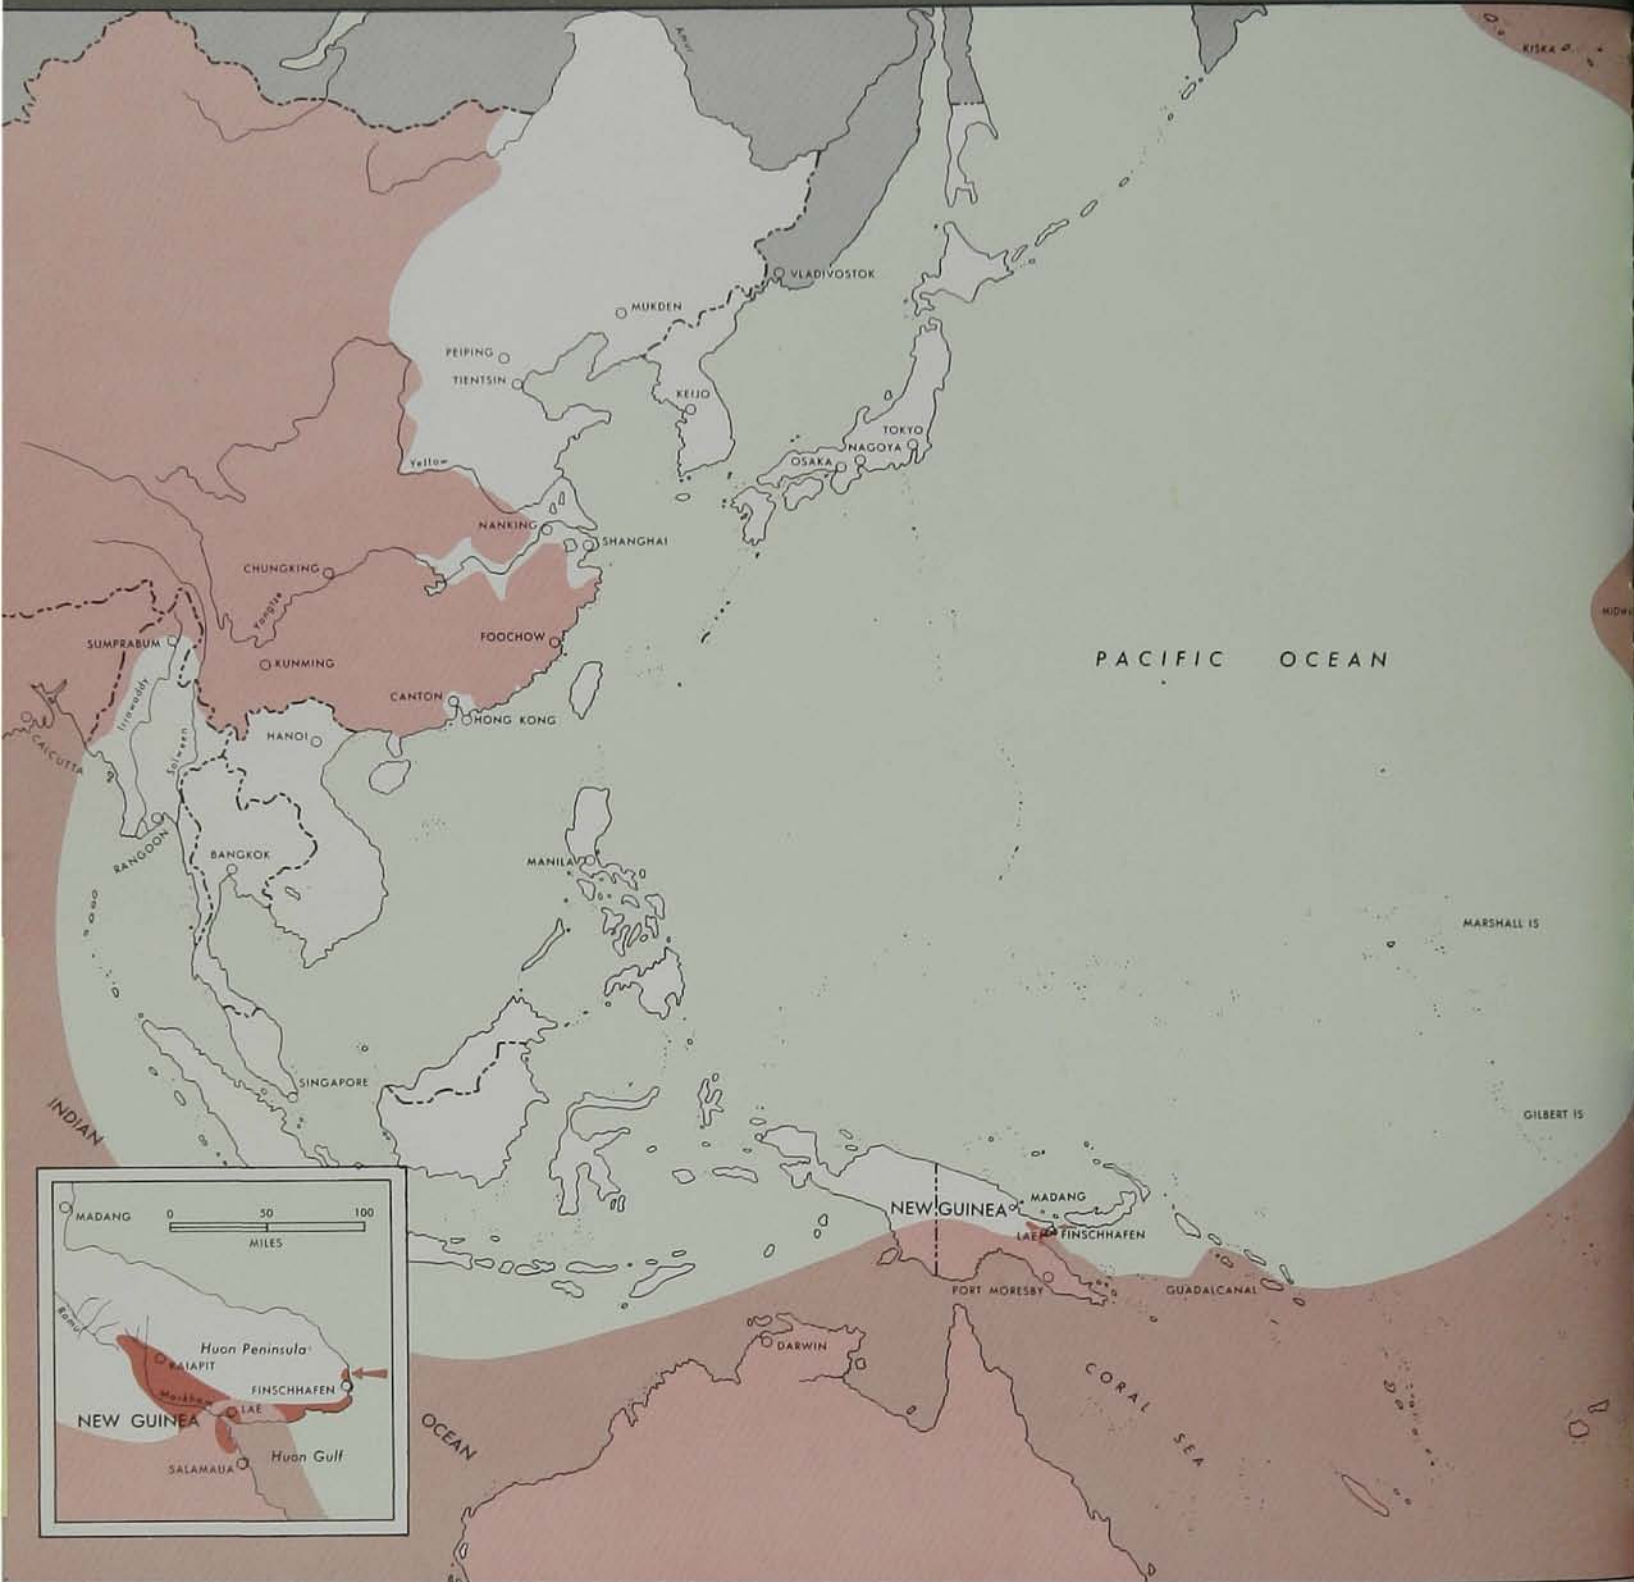 Amur
KISKA
VLADIVOSTOK
MUKDEN
PEIPING
TIENTSIN
KEIJO
TOKYO
NAGOYA
OSAKA
Yellow
NANKING
SHANGHAI
CHUNGKING
Yangtze
SUMPRABUM
FOOCHOW
KUNMING
PACIFIC OCEAN
CANTON
HONG KONG
Irrawaddy
CALCUTTA
Salween
HANOI
RANGOON
BANGKOK
MANILA
MARSHALL IS
SINGAPORE
GILBERT IS
INDIAN
OCEAN
NEW GUINEA
MADANG
LAE
FINSCHHAFEN
PORT MORESBY
GUADALCANAL
DARWIN
CORAL SEA
MADANG
0 50 100
MILES
Ramu
Huon Peninsula
KAIAPIT
FINSCHHAFEN
Markham
LAE
NEW GUINEA
Huon Gulf
SALAMAUA